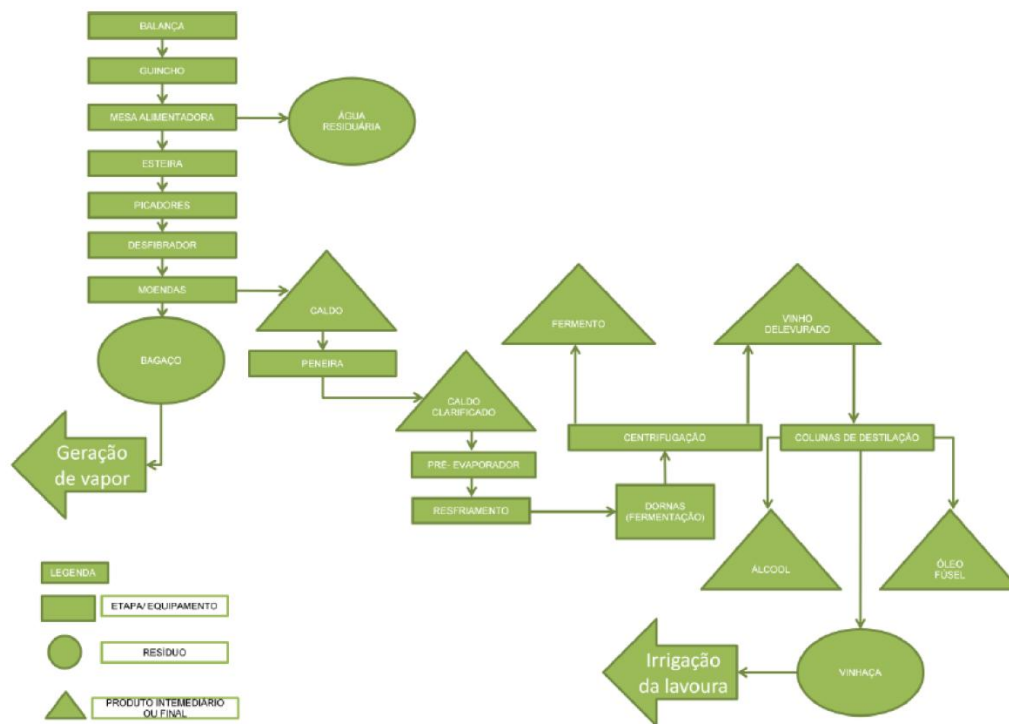 BALANÇA
GUINCHO
MESA ALIMENTADORA
ÁGUA
RESIDUÁRIA
ESTEIRA
PICADORES
DESFIBRADOR
MOENDAS
CALDO
BAGAÇO
PENEIRA
Geração
de vapor
CALDO
CLARIFICADO
PRÉ- EVAPORADOR
RESFRIAMENTO
DORNAS
(FERMENTAÇÃO)
CENTRIFUGAÇÃO
FERMENTO
VINHO
DELEVURADO
COLUNAS DE DESTILAÇÃO
ÁLCOOL
ÓLEO
FÚSEL
VINHAÇA
Irrigação
da lavoura
LEGENDA
ETAPA/ EQUIPAMENTO
RESÍDUO
PRODUTO INTEMEDIÁRIO
OU FINAL